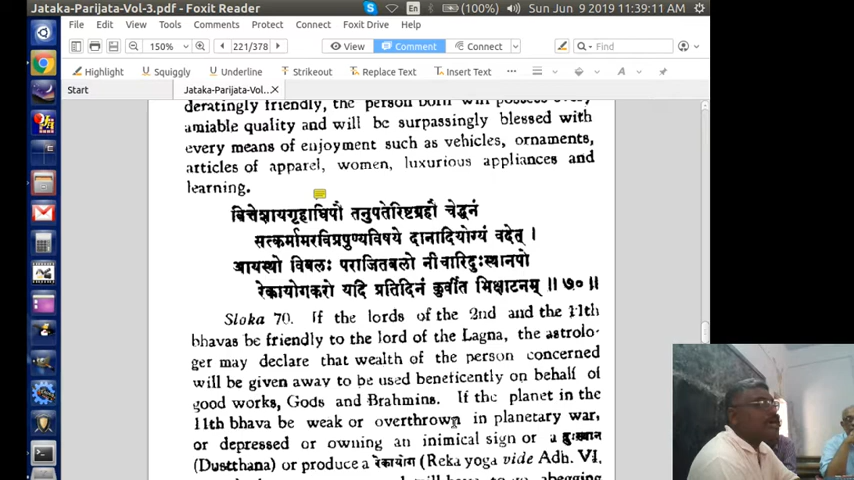 Jataka-Parijata-Vol-3.pdf - Foxit Reader
En
(100%)
Sun Jun 9 2019 11:39:11 AM
File Edit View Tools Comments Protect Connect Foxit Drive Help
150% 221/378 View Comment Connect Find
Highlight Squiggly Underline Strikeout Replace Text Insert Text
Start Jataka-Parijata-Vol...
deratingly friendly, the person born will possess every
amiable quality and will be surpassingly blessed with
every means of enjoyment such as vehicles, ornaments,
articles of apparel, women, luxurious appliances and
learning.
वित्तेशायगृहाधिपौ तनुपतेरिष्टग्रहौ चेद्धनं
सत्कर्मामरविप्रपुण्यविषये दानादियोग्यं वदेत् ।
आयस्थो विबलः पराजितबलो नीचारिदुःस्थानपो
रेकायोगकरो यदि प्रतिदिनं कुर्वीत भिक्षाटनम् ॥ ७० ॥
Sloka 70. If the lords of the 2nd and the 11th
bhavas be friendly to the lord of the Lagna, the astrolo-
ger may declare that wealth of the person concerned
will be given away to be used beneficently on behalf of
good works, Gods and Brahmins. If the planet in the
11th bhava be weak or overthrown in planetary war,
or depressed or owning an inimical sign or a दुःस्थान
(Dustthana) or produce a रेकायोग (Reka yoga vide Adh. VI.
will have to go abegging